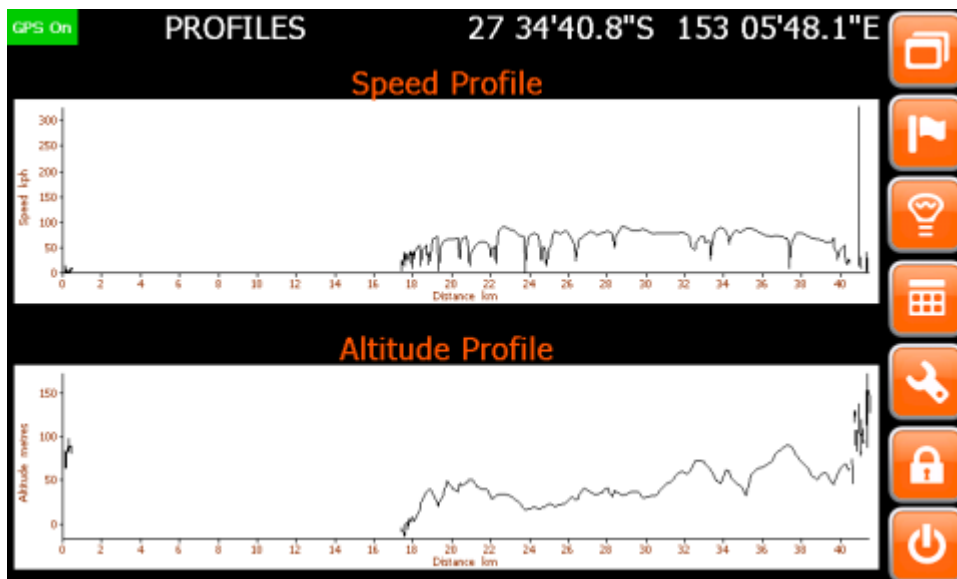 GPS On PROFILES 27 34'40.8"S 153 05'48.1"E
Speed Profile
300
250
200
150
100
50
0
Speed kph
0 2 4 6 8 10 12 14 16 18 20 22 24 26 28 30 32 34 36 38 40
Distance km
Altitude Profile
150
100
50
0
Altitude metres
0 2 4 6 8 10 12 14 16 18 20 22 24 26 28 30 32 34 36 38 40
Distance km